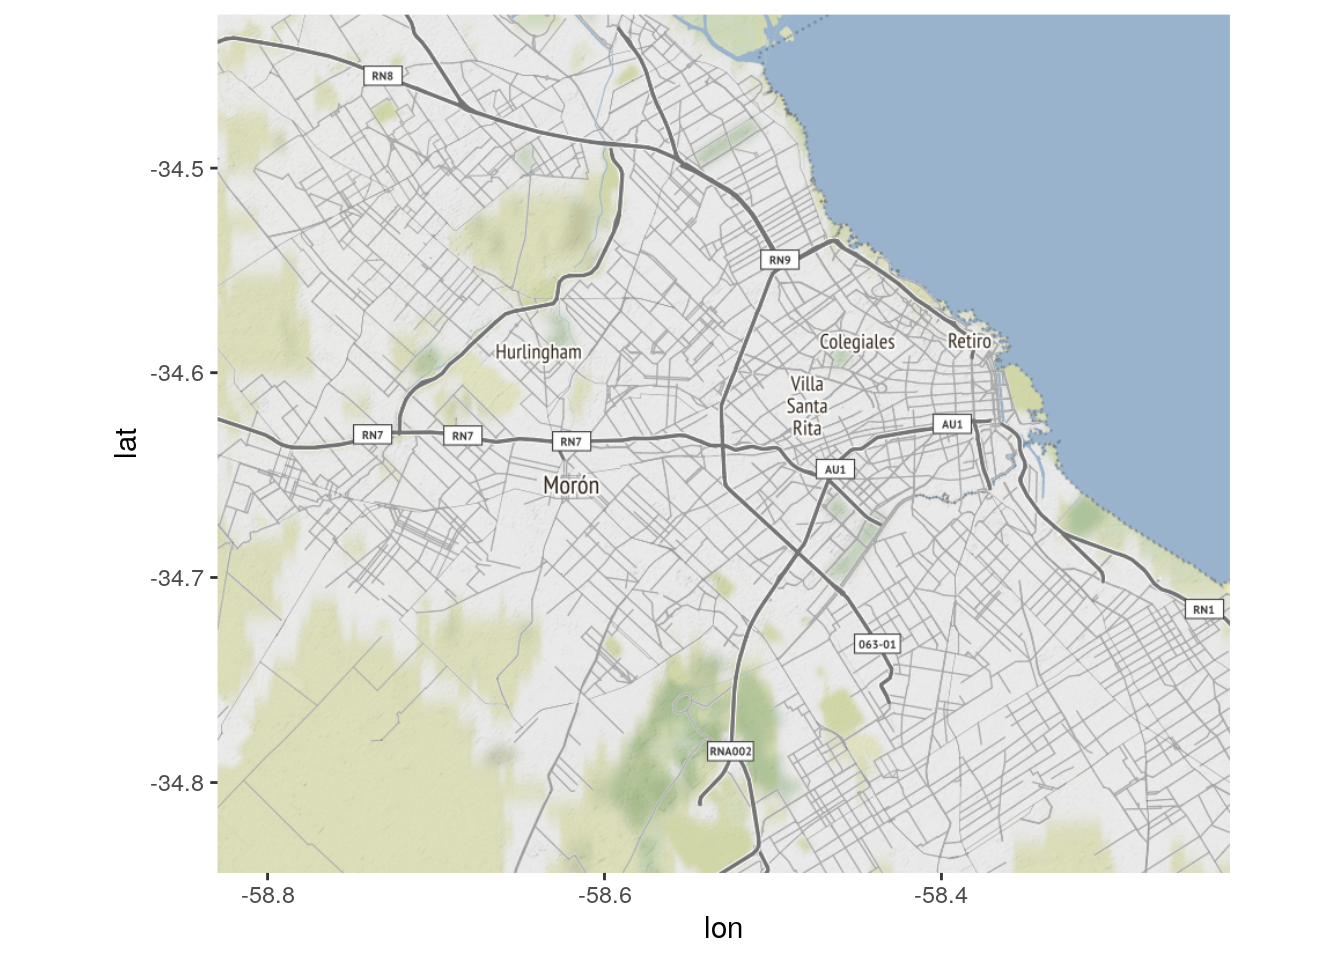 RN8
-34.5
RN9
Colegiales
Retiro
Hurlingham
-34.6
Villa
Santa
Rita
AU1
RN7
RN7
RN7
lat
AU1
Morón
-34.7
RN1
063-01
RNA002
-34.8
-58.8
-58.6
-58.4
lon